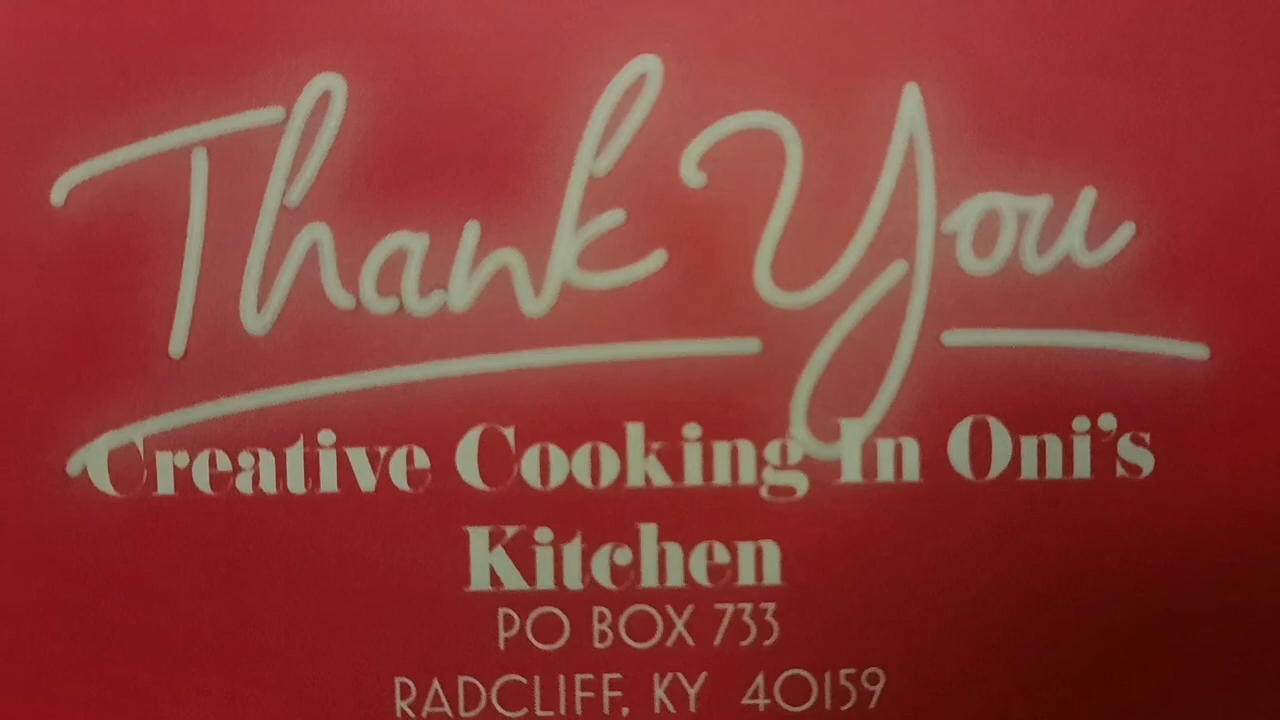 Thank You
Creative Cooking In Oni's
Kitchen
PO BOX 733
RADCLIFF, KY 40159